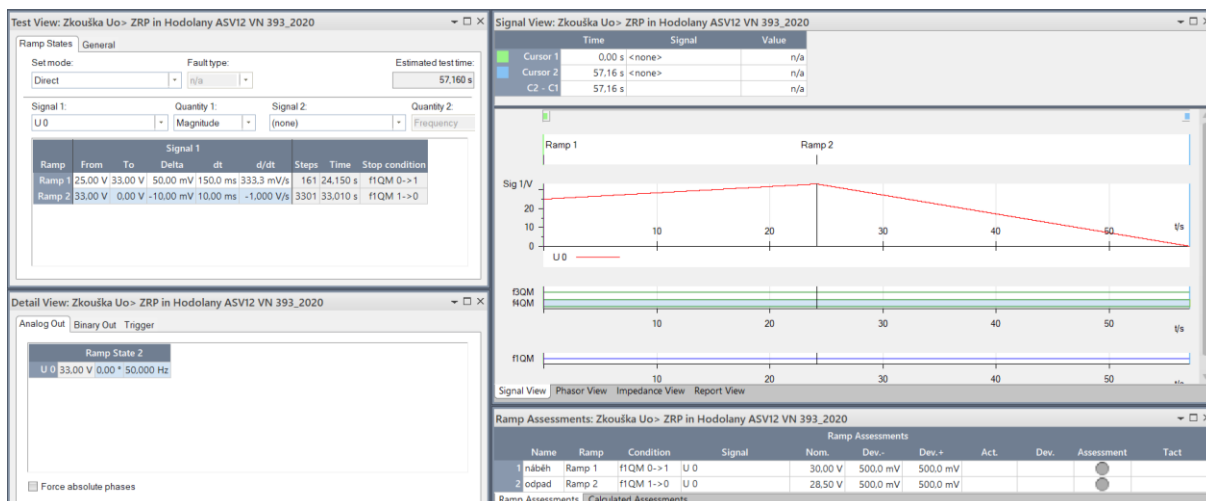 Test View: Zkouška Uo> ZRP in Hodolany ASV12 VN 393_2020
Ramp States General
Set mode: Fault type: Estimated test time:
Direct n/a 57,160 s
Signal 1: Quantity 1: Signal 2: Quantity 2:
U 0 Magnitude (none) Frequency
Signal 1
Ramp From To Delta dt d/dt Steps Time Stop condition
Ramp 1 25,00 V 33,00 V 50,00 mV 150,0 ms 333,3 mV/s 161 24,150 s f1QM 0->1
Ramp 2 33,00 V 0,00 V -10,00 mV 10,00 ms -1,000 V/s 3301 33,010 s f1QM 1->0
Detail View: Zkouška Uo> ZRP in Hodolany ASV12 VN 393_2020
Analog Out Binary Out Trigger
Ramp State 2
U 0 33,00 V 0,00 ° 50,000 Hz
Force absolute phases
Signal View: Zkouška Uo> ZRP in Hodolany ASV12 VN 393_2020
Time Signal Value
Cursor 1 0,00 s <none> n/a
Cursor 2 57,16 s <none> n/a
C2 - C1 57,16 s n/a
Ramp 1 Ramp 2
Sig 1/V
20
10
0
10 20 30 40 50 t/s
U 0
f3QM
f4QM
10 20 30 40 50 t/s
f1QM
10 20 30 40 50
Signal View Phasor View Impedance View Report View
Ramp Assessments: Zkouška Uo> ZRP in Hodolany ASV12 VN 393_2020
Ramp Assessments
Name Ramp Condition Signal Nom. Dev.- Dev.+ Act. Dev. Assessment Tact
1 náběh Ramp 1 f1QM 0->1 U 0 30,00 V 500,0 mV 500,0 mV
2 odpad Ramp 2 f1QM 1->0 U 0 28,50 V 500,0 mV 500,0 mV
Ramp Assessments Calculated Assessments